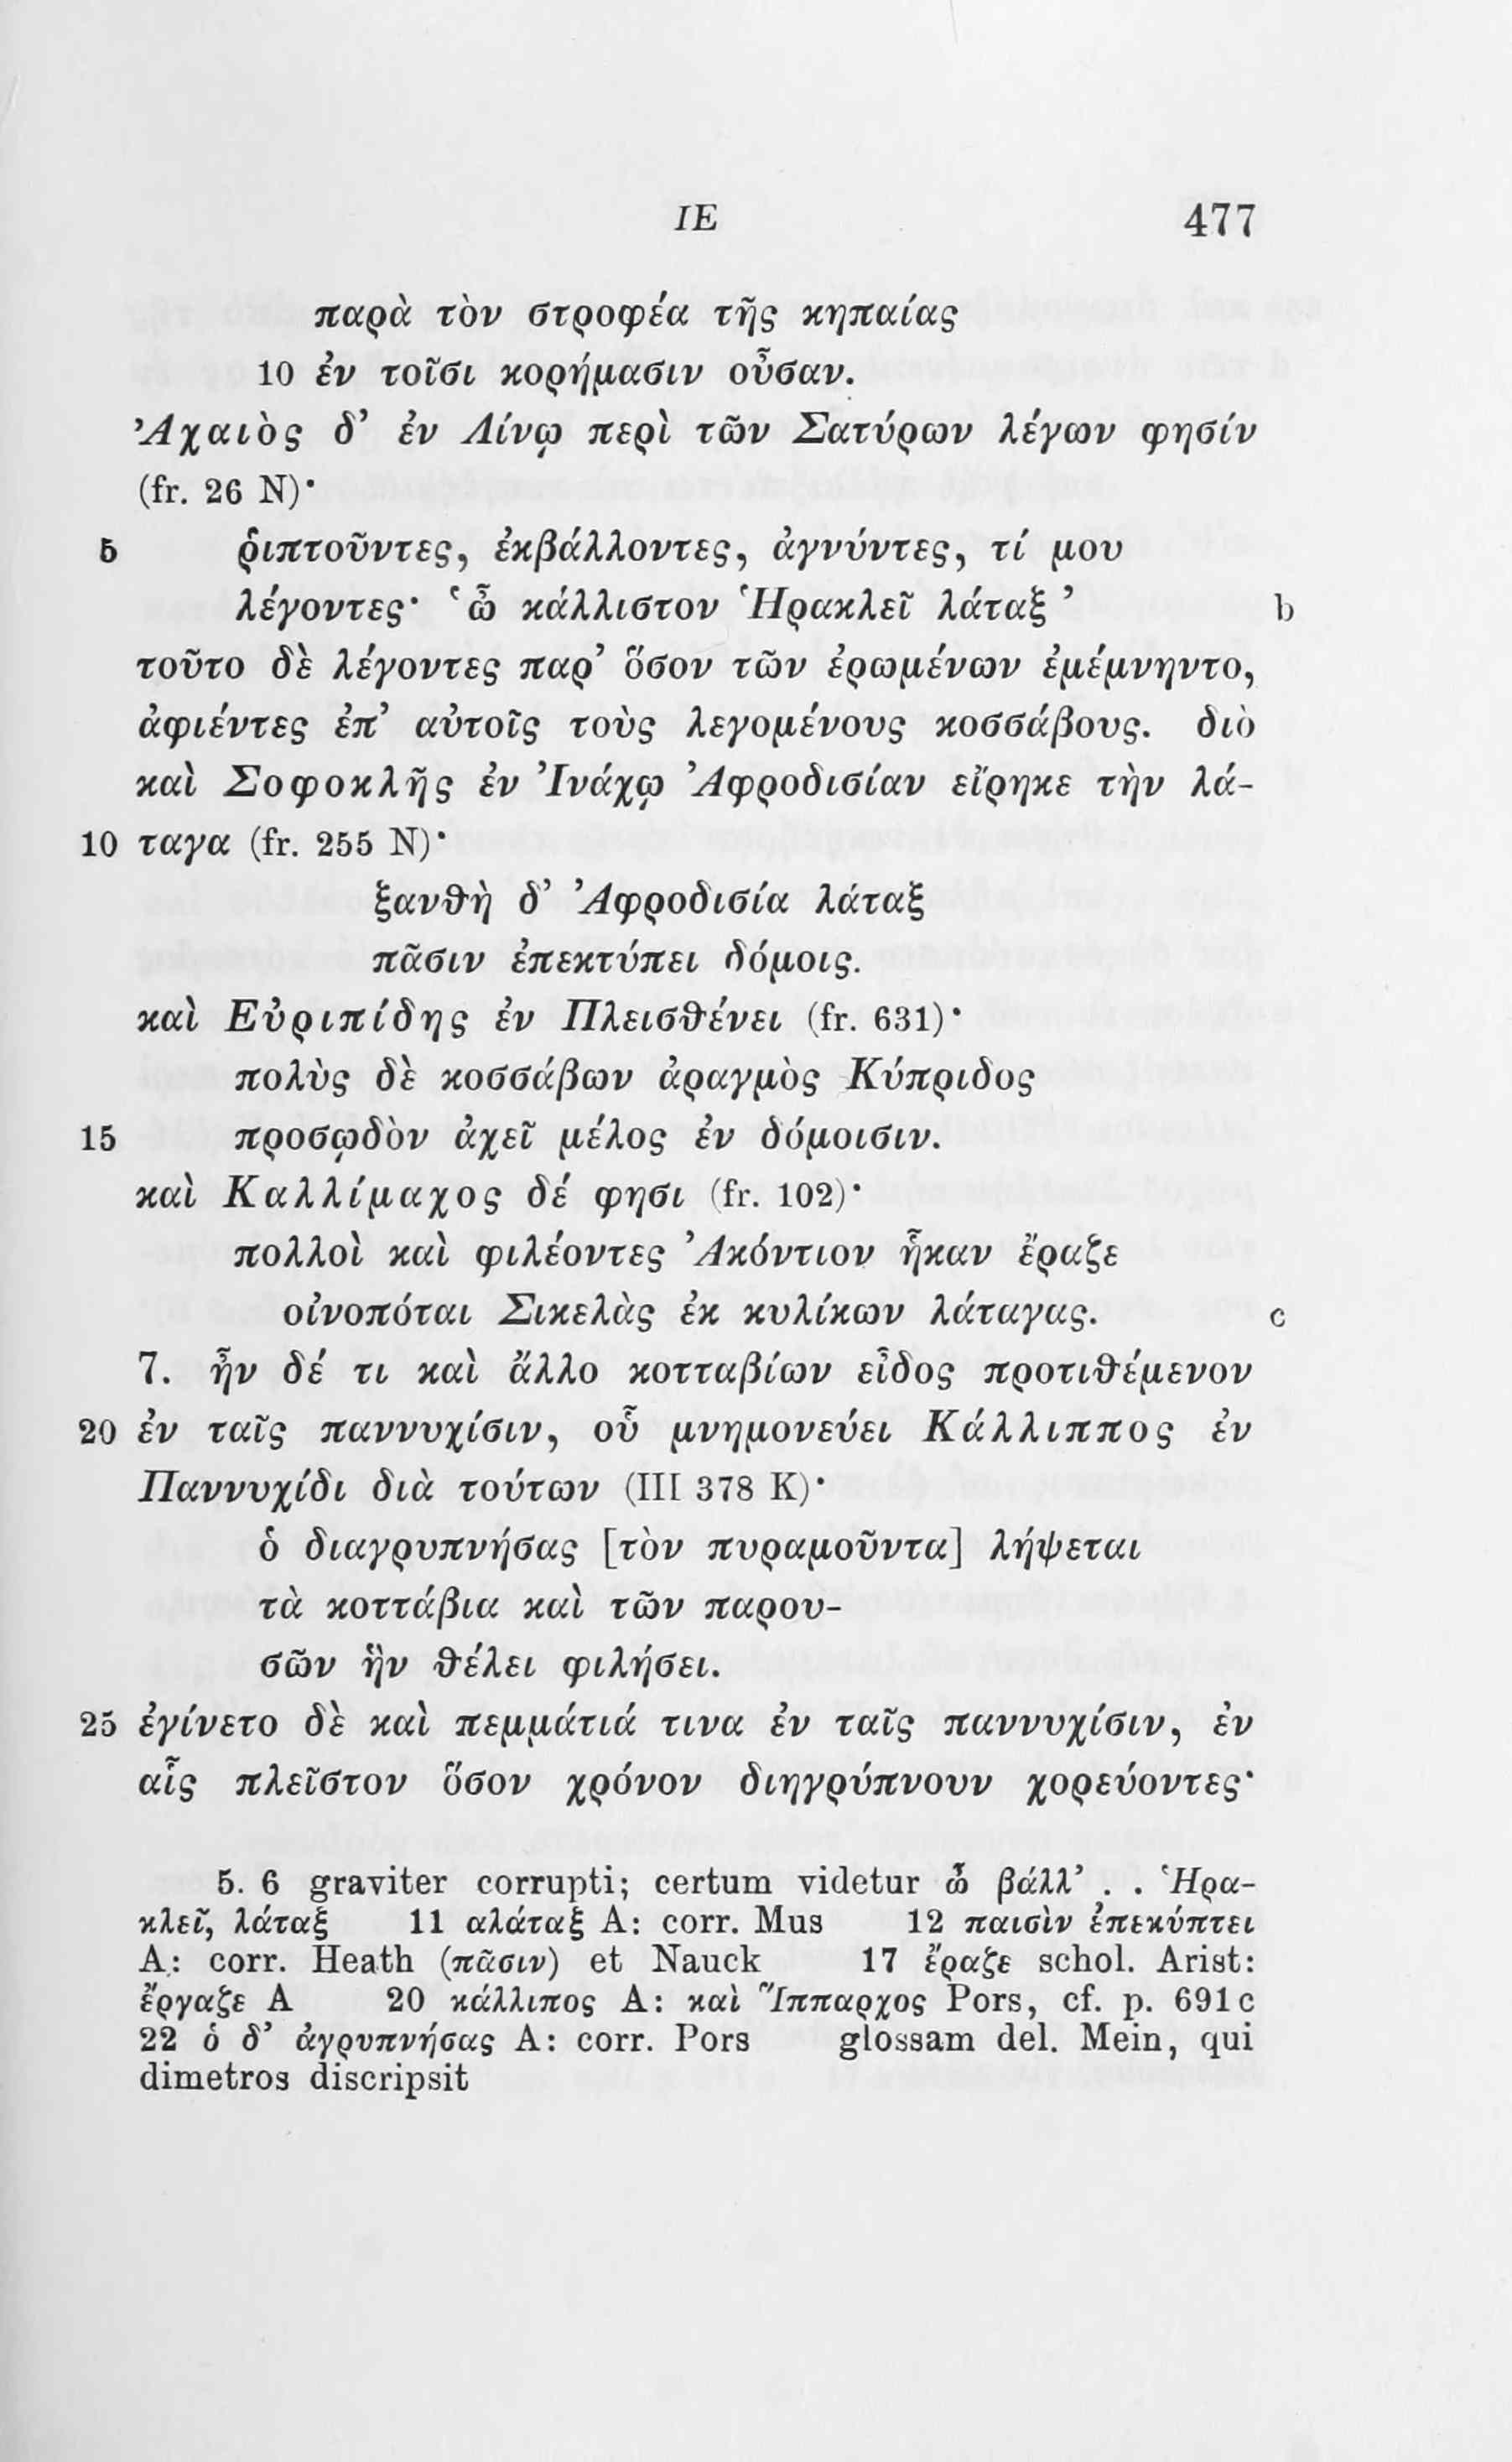 ΙΕ 477
παρὰ τὸν στροφέα τῆς κηπαίας
10 ἐν τοῖσι κορήμασιν οὖσαν.
Ἀχαιὸς δ’ ἐν Λίνῳ περὶ τῶν Σατύρων λέγων φησίν
(fr. 26 N)·
5 ῥιπτοῦντες, ἐκβάλλοντες, ἀγνύντες, τί μου
λέγοντες· ‘ὦ κάλλιστον Ἡρακλεῖ λάταξ’ b
τοῦτο δὲ λέγοντες παρ’ ὅσον τῶν ἐρωμένων ἐμέμνηντο,
ἀφιέντες ἐπ’ αὐτοῖς τοὺς λεγομένους κοσσάβους. διὸ
καὶ Σοφοκλῆς ἐν Ἰνάχῳ Ἀφροδισίαν εἴρηκε τὴν λά-
10 ταγα (fr. 255 N)·
ξανθὴ δ’ Ἀφροδισία λάταξ
πᾶσιν ἐπεκτύπει δόμοις.
καὶ Εὐριπίδης ἐν Πλεισθένει (fr. 631)·
πολὺς δὲ κοσσάβων ἀραγμὸς Κύπριδος
15 προσῳδὸν ἀχεῖ μέλος ἐν δόμοισιν.
καὶ Καλλίμαχος δέ φησι (fr. 102)·
πολλοὶ καὶ φιλέοντες Ἀκόντιον ἧκαν ἔραζε
οἰνοπόται Σικελὰς ἐκ κυλίκων λάταγας. c
7. ἦν δέ τι καὶ ἄλλο κοτταβίων εἶδος προτιθέμενον
20 ἐν ταῖς παννυχίσιν, οὗ μνημονεύει Κάλλιππος ἐν
Παννυχίδι διὰ τούτων (III 378 K)·
ὁ διαγρυπνήσας [τὸν πυραμοῦντα] λήψεται
τὰ κοττάβια καὶ τῶν παρου-
σῶν ἣν θέλει φιλήσει.
25 ἐγίνετο δὲ καὶ πεμμάτιά τινα ἐν ταῖς παννυχίσιν, ἐν
αἷς πλεῖστον ὅσον χρόνον διηγρύπνουν χορεύοντες·
5. 6 graviter corrupti; certum videtur ὦ βάλλ’ . . Ἡρα-
κλεῖ, λάταξ 11 αλάταξ A: corr. Mus 12 παισὶν ἐπεκύπτει
A: corr. Heath (πᾶσιν) et Nauck 17 ἔραζε schol. Arist:
ἔργαζε A 20 κάλλιπος A: καὶ Ἵππαρχος Pors, cf. p. 691c
22 ὁ δ’ ἀγρυπνήσας A: corr. Pors glossam del. Mein, qui
dimetros discripsit